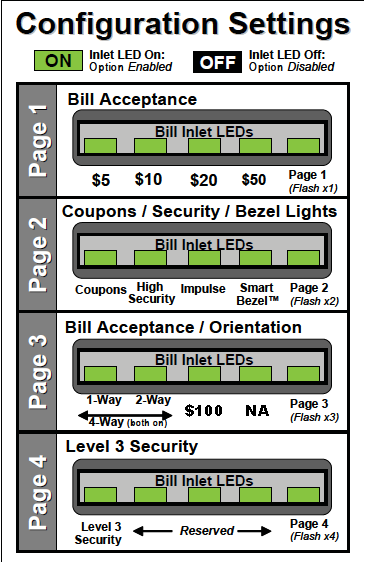 Configuration Settings
ON Inlet LED On: OFF Inlet LED Off:
Option Enabled Option Disabled
Page 1
Bill Acceptance
Bill Inlet LEDs
$5 $10 $20 $50 Page 1
(Flash x1)
Page 2
Coupons / Security / Bezel Lights
Bill Inlet LEDs
Coupons High Impulse Smart Page 2
Security Bezel™ (Flash x2)
Page 3
Bill Acceptance / Orientation
Bill Inlet LEDs
1-Way 2-Way $100 NA Page 3
4-Way (both on) (Flash x3)
Page 4
Level 3 Security
Bill Inlet LEDs
Level 3 Reserved Page 4
Security (Flash x4)